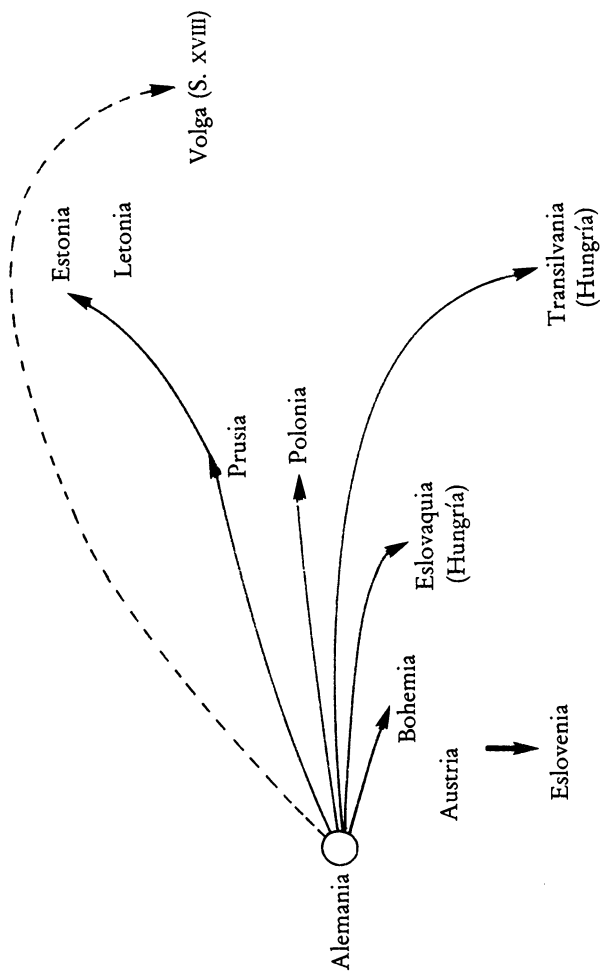 Volga (S. XVIII)
Estonia
Letonia
Prusia
Polonia
Transilvania
(Hungría)
Eslovaquia
(Hungría)
Bohemia
Alemania
Austria
Eslovenia